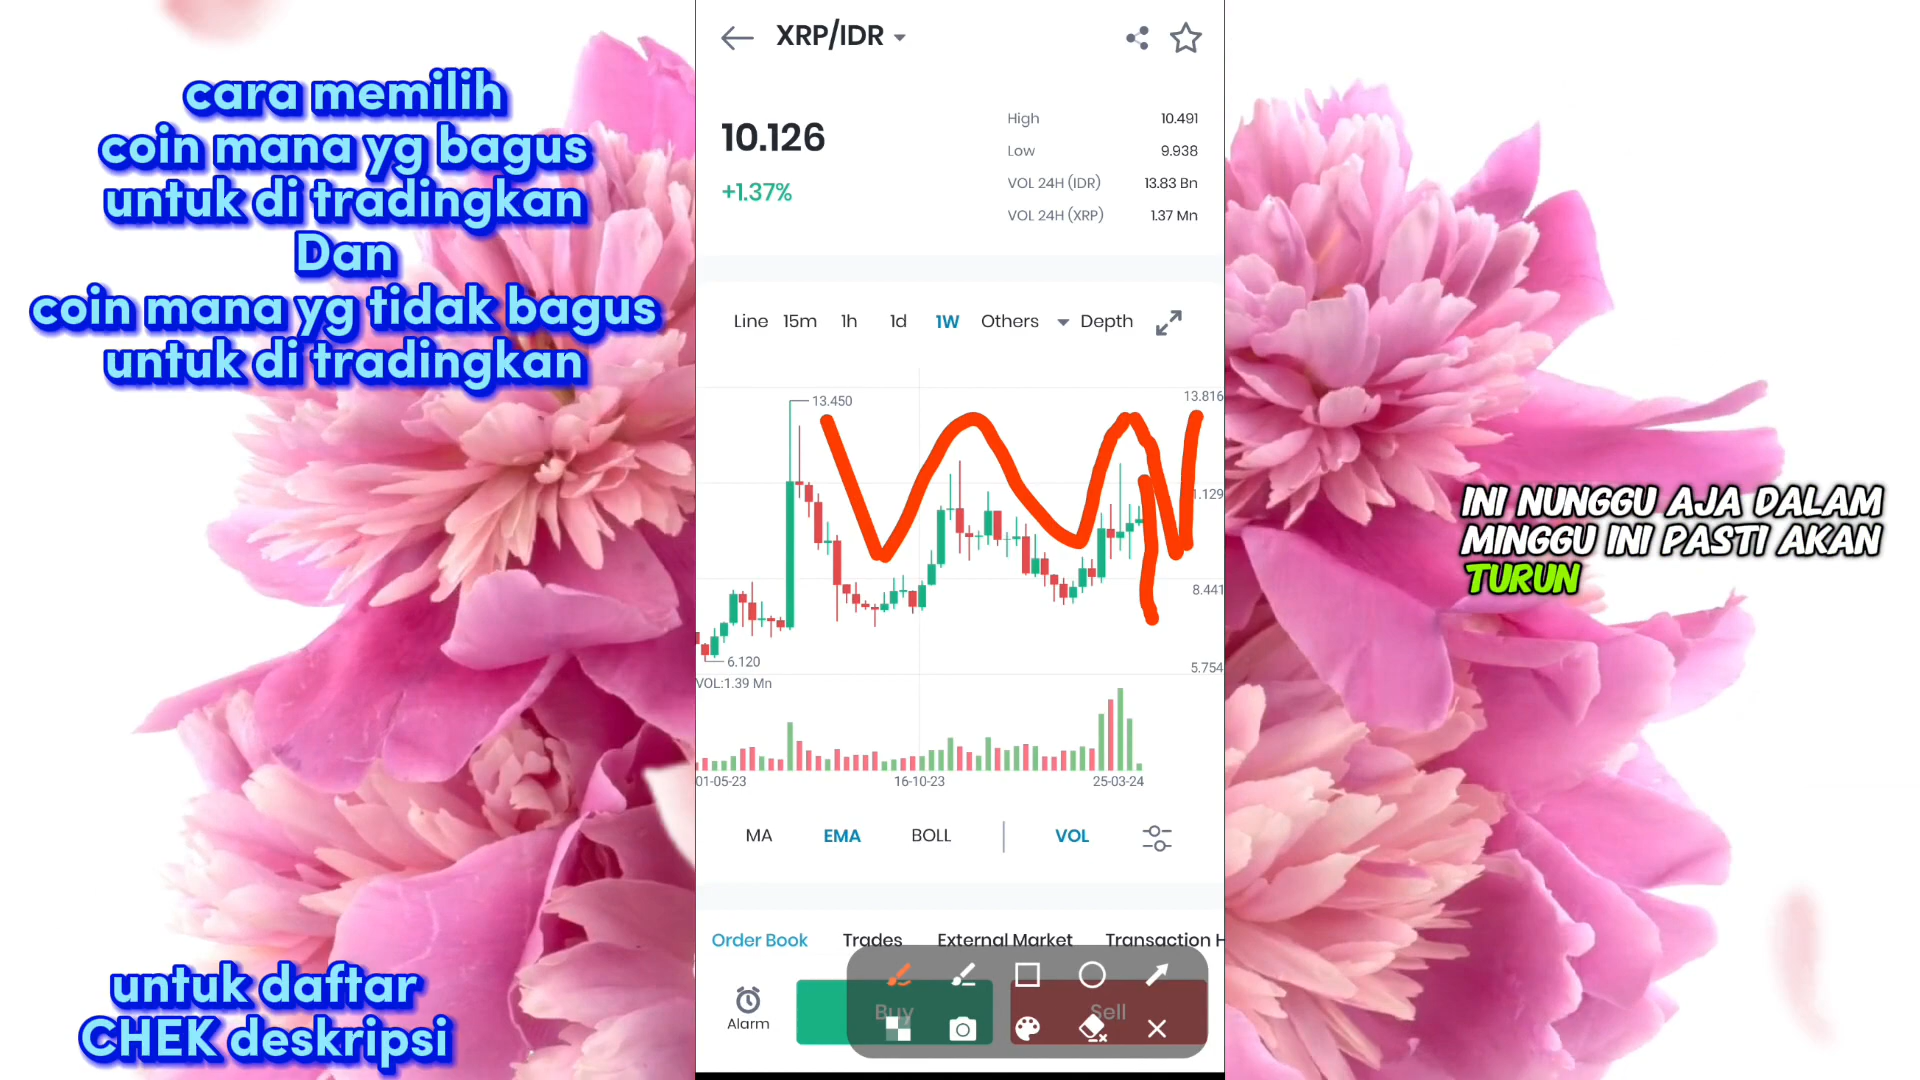 cara memilih
coin mana yg bagus
untuk di tradingkan
Dan
coin mana yg tidak bagus
untuk di tradingkan
untuk daftar
CHEK deskripsi
XRP/IDR
10.126
+1.37%
High 10.491
Low 9.938
VOL 24H (IDR) 13.83 Bn
VOL 24H (XRP) 1.37 Mn
Line 15m 1h 1d 1W Others Depth
13.450
13.816
1.129
8.441
6.120
5.754
VOL:1.39 Mn
01-05-23 16-10-23 25-03-24
MA EMA BOLL VOL
Order Book Trades External Market Transaction H
Alarm
Buy Sell
INI NUNGGU AJA DALAM
MINGGU INI PASTI AKAN
TURUN